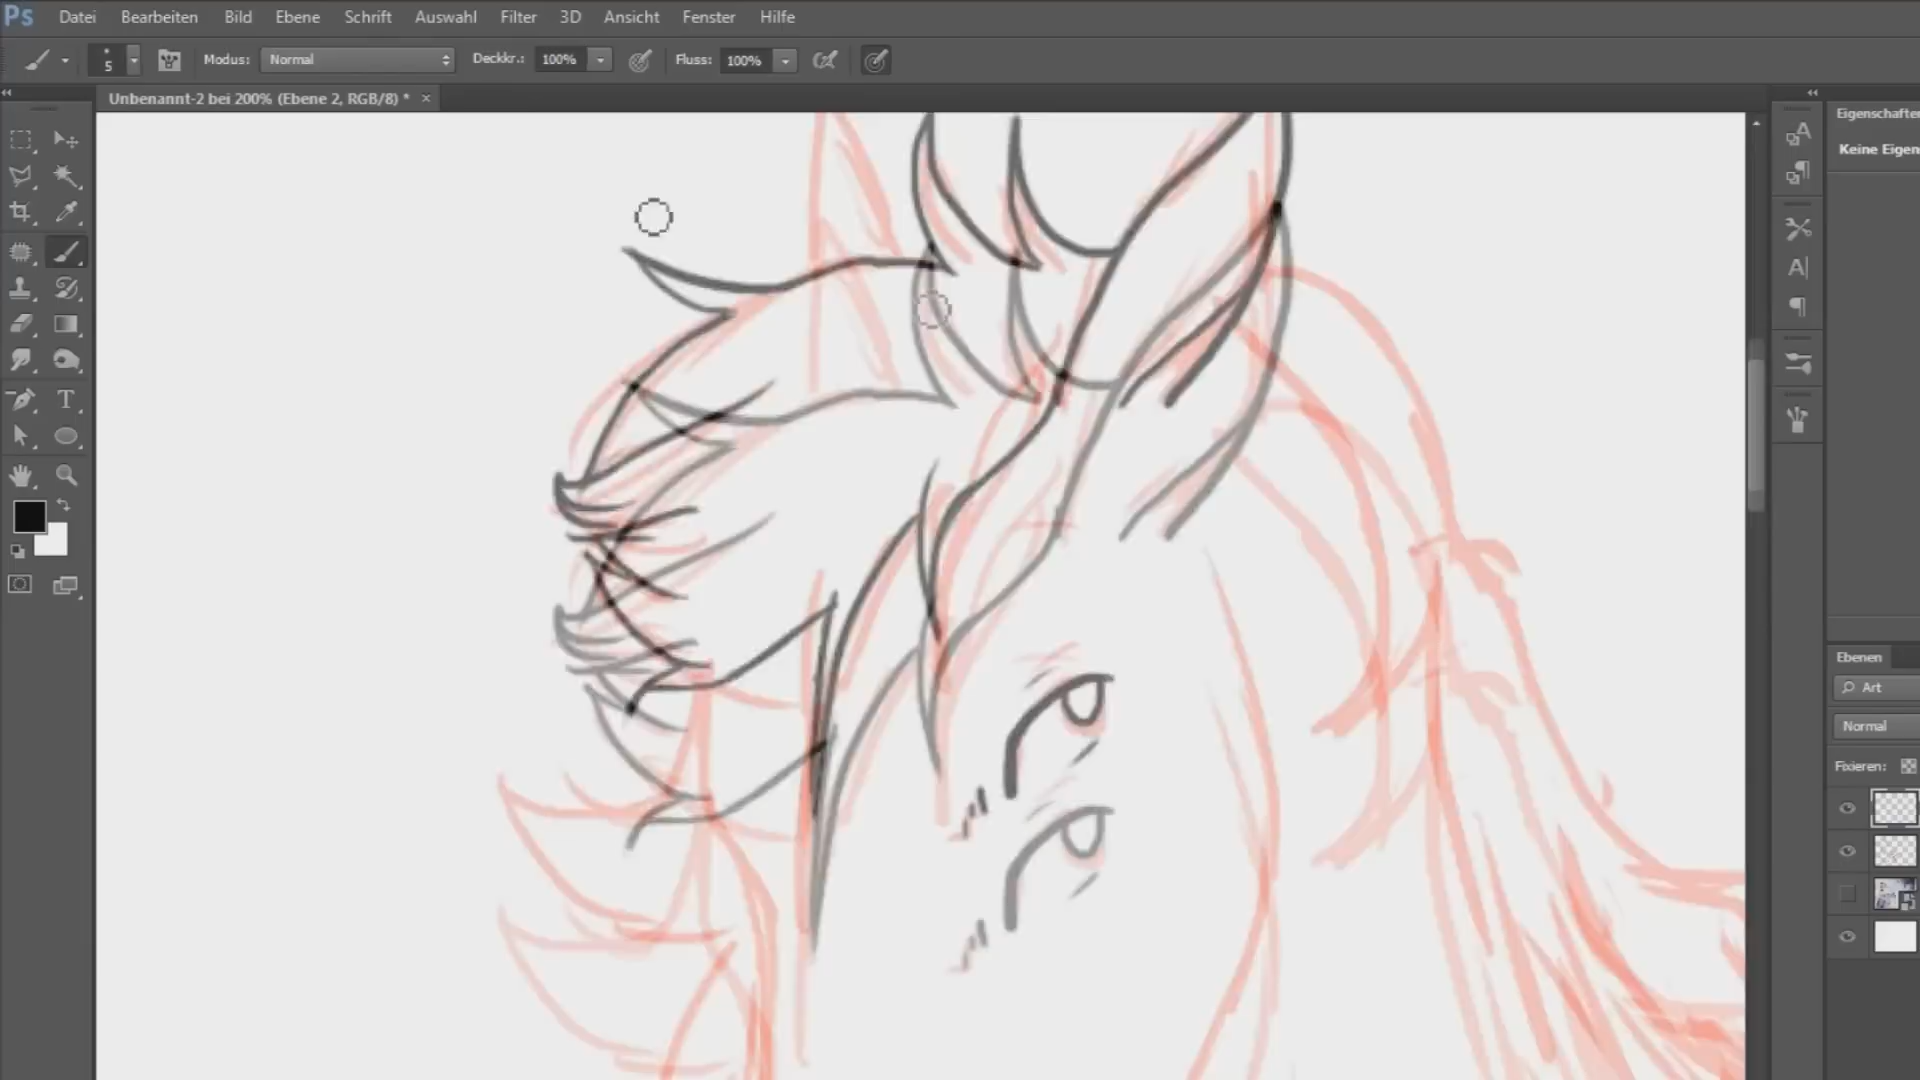 Ps Datei Bearbeiten Bild Ebene Schrift Auswahl Filter 3D Ansicht Fenster Hilfe
5 Modus: Normal Deckkr.: 100% Fluss: 100%
Unbenannt-2 bei 200% (Ebene 2, RGB/8) * ×
Eigenschaften
Keine Eigen
Ebenen
Art
Normal
Fixieren: